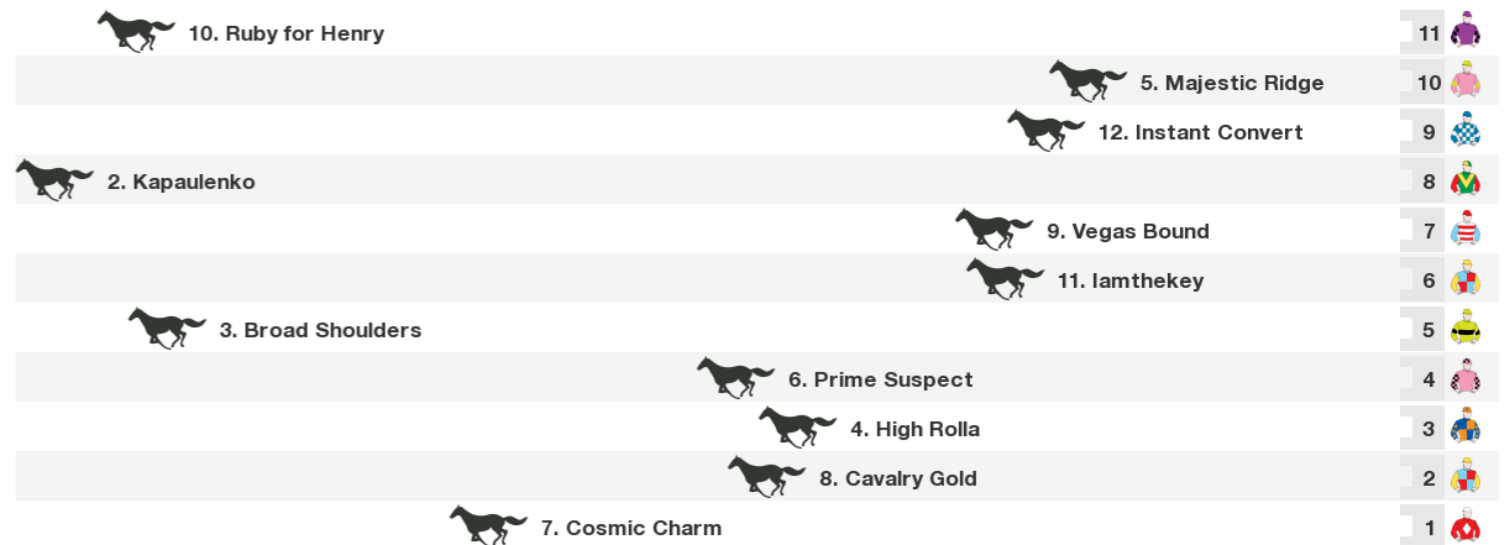 10. Ruby for Henry 11
5. Majestic Ridge 10
12. Instant Convert 9
2. Kapaulenko 8
9. Vegas Bound 7
11. Iamthekey 6
3. Broad Shoulders 5
6. Prime Suspect 4
4. High Rolla 3
8. Cavalry Gold 2
7. Cosmic Charm 1